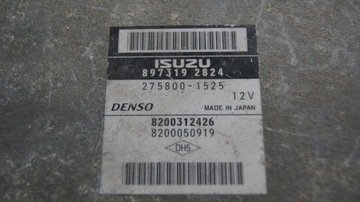 ISUZU
897319 2824
275800-1525
12V
DENSO MADE IN JAPAN
8200312426
8200050919
DH5